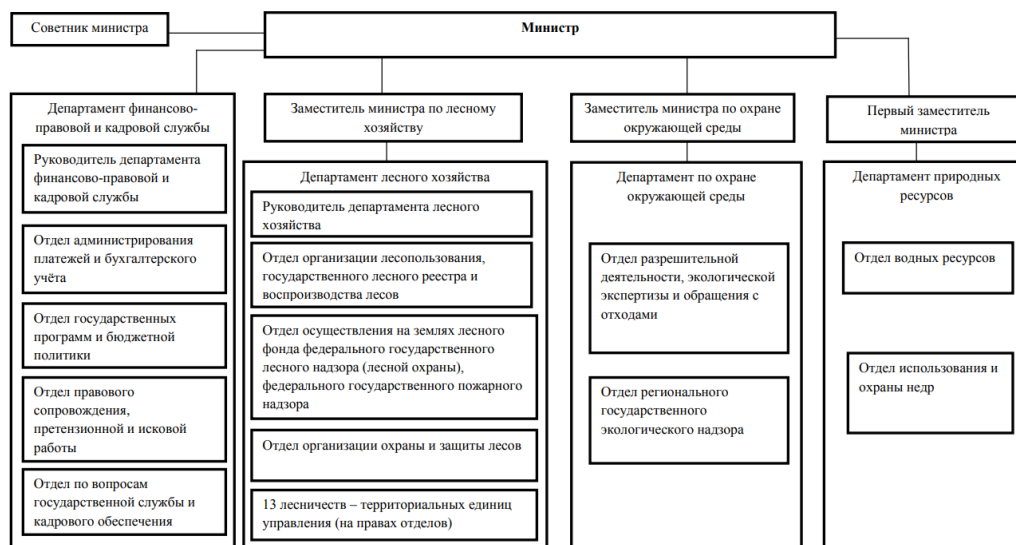 Советник министра
Министр
Департамент финансово-
правовой и кадровой службы
Руководитель департамента
финансово-правовой и
кадровой службы
Отдел администрирования
платежей и бухгалтерского
учёта
Отдел государственных
программ и бюджетной
политики
Отдел правового
сопровождения,
претензионной и исковой
работы
Отдел по вопросам
государственной службы и
кадрового обеспечения
Заместитель министра по лесному
хозяйству
Департамент лесного хозяйства
Руководитель департамента лесного
хозяйства
Отдел организации лесопользования,
государственного лесного реестра и
воспроизводства лесов
Отдел осуществления на землях лесного
фонда федерального государственного
лесного надзора (лесной охраны),
федерального государственного пожарного
надзора
Отдел организации охраны и защиты лесов
13 лесничеств – территориальных единиц
управления (на правах отделов)
Заместитель министра по охране
окружающей среды
Департамент по охране
окружающей среды
Отдел разрешительной
деятельности, экологической
экспертизы и обращения с
отходами
Отдел регионального
государственного
экологического надзора
Первый заместитель
министра
Департамент природных
ресурсов
Отдел водных ресурсов
Отдел использования и
охраны недр